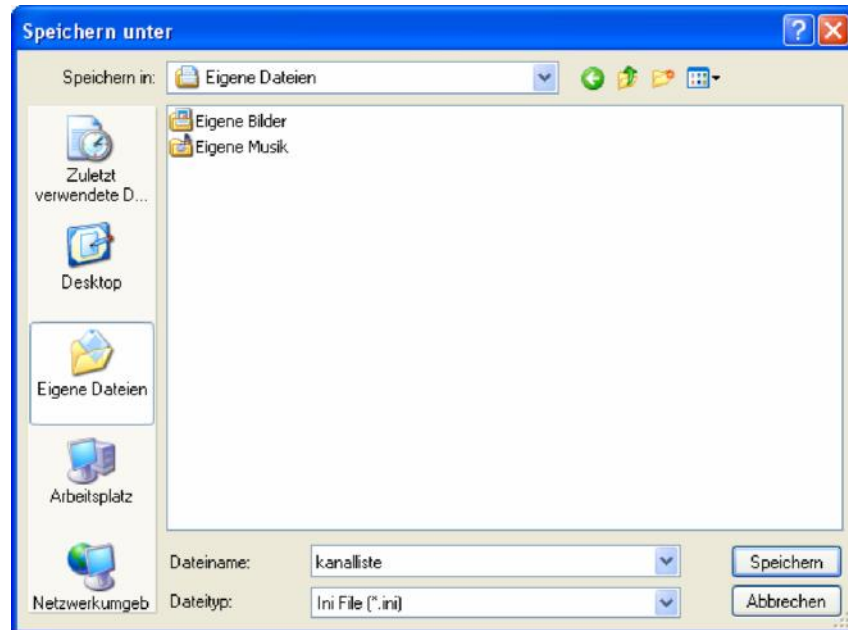 Speichern unter
Speichern in: Eigene Dateien
Eigene Bilder
Eigene Musik
Zuletzt
verwendete D...
Desktop
Eigene Dateien
Arbeitsplatz
Netzwerkumgeb
Dateiname: kanalliste Speichern
Dateityp: Ini File (*.ini) Abbrechen